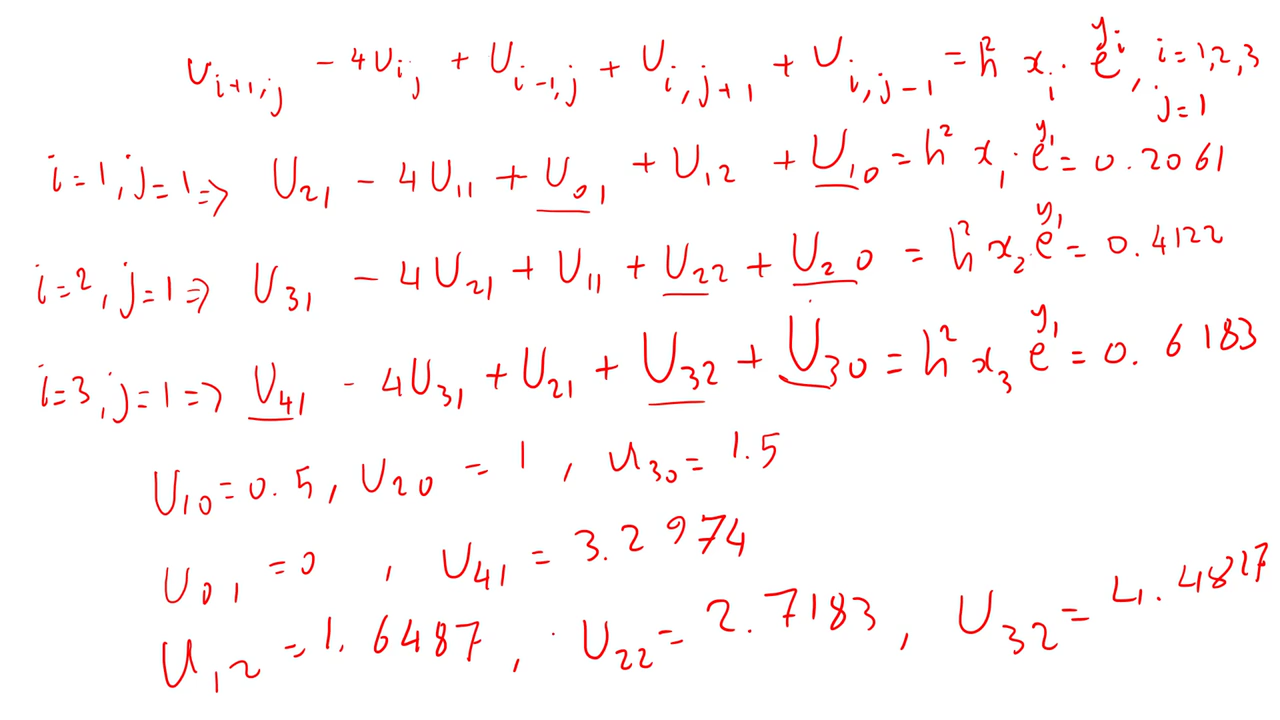 U_{i+1,j} - 4U_{ij} + U_{i-1,j} + U_{i,j+1} + U_{i,j-1} = h^2 x_i . e^{y_i}, i=1,2,3
j=1
i=1, j=1 => U_{21} - 4U_{11} + U_{01} + U_{12} + U_{10} = h^2 x_1 . e^{y_1} = 0.2061
i=2, j=1 => U_{31} - 4U_{21} + U_{11} + U_{22} + U_{20} = h^2 x_2 . e^{y_1} = 0.4122
i=3, j=1 => U_{41} - 4U_{31} + U_{21} + U_{32} + U_{30} = h^2 x_3 e^{y_1} = 0.6183
U_{10} = 0.5, U_{20} = 1, u_{30} = 1.5
U_{01} = 0, U_{41} = 3.2974
U_{12} = 1.6487, U_{22} = 2.7183, U_{32} = 4.4817